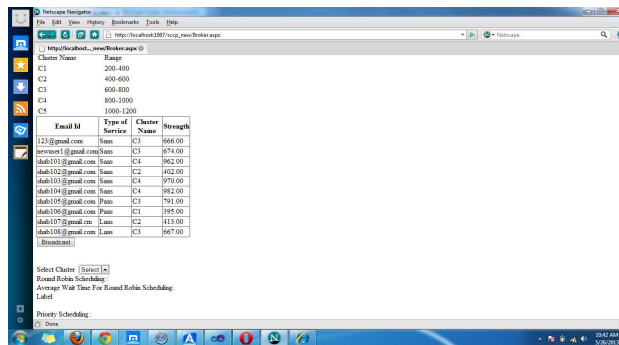 Netscape Navigator
File Edit View History Bookmarks Tools Help
http://localhost:1067/sccp_new/Broker.aspx
Netscape
http://localhost..._new/Broker.aspx
Cluster Name Range
C1 200-400
C2 400-600
C3 600-800
C4 800-1000
C5 1000-1200
Email Id Type of Service Cluster Name Strength
123@gmail.com Saas C3 666.00
newuser1@gmail.com Saas C3 674.00
shab101@gmail.com Saas C4 962.00
shab102@gmail.com Saas C2 402.00
shab103@gmail.com Saas C4 970.00
shab104@gmail.com Saas C4 982.00
shab105@gmail.com Paas C3 791.00
shab106@gmail.com Paas C1 395.00
shab107@gmail.cm Laas C2 413.00
shab108@gmail.com Laas C3 667.00
Broadcast
Select Cluster Select
Round Robin Scheduling :
Average Wait Time For Round Robin Scheduling:
Label
Priority Scheduling :
Done
10:42 AM
5/26/2013